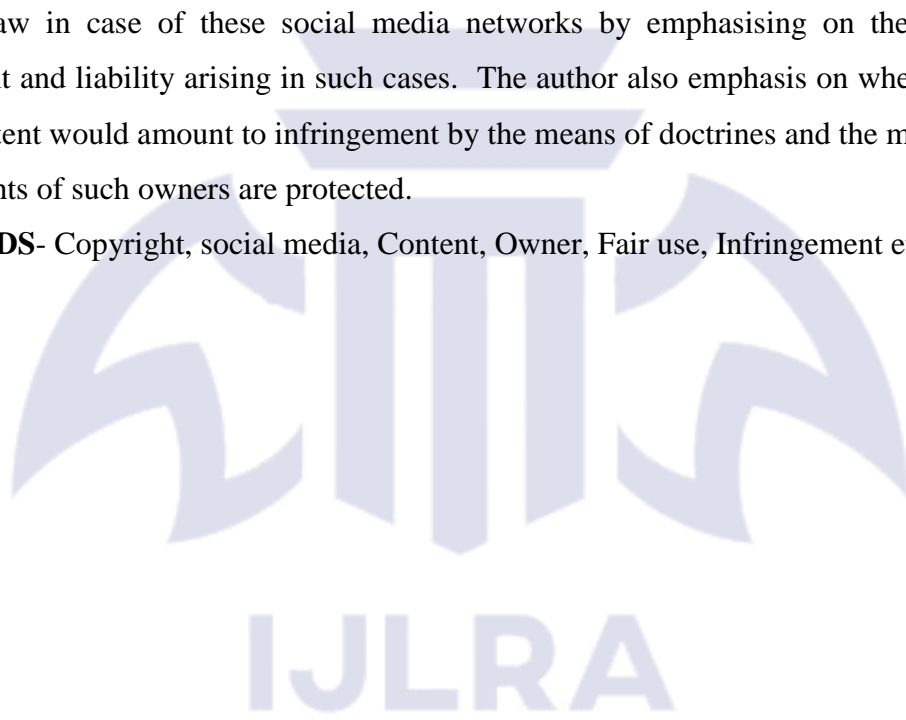 aw in case of these social media networks by emphasising on the
t and liability arising in such cases. The author also emphasis on whe
tent would amount to infringement by the means of doctrines and the m
nts of such owners are protected.
DS- Copyright, social media, Content, Owner, Fair use, Infringement e
IJLRA